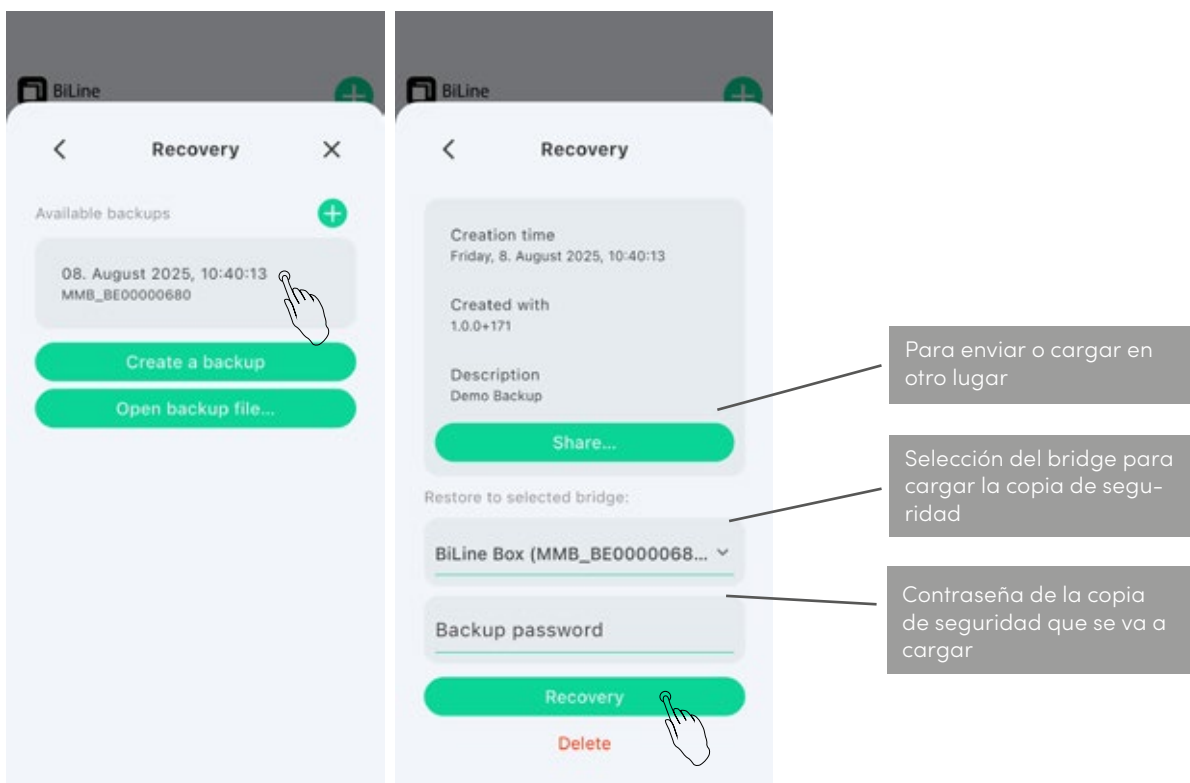 BiLine
Recovery
Available backups
08. August 2025, 10:40:13
MMB_BE00000680
Create a backup
Open backup file...
BiLine
Recovery
Creation time
Friday, 8. August 2025, 10:40:13
Created with
1.0.0+171
Description
Demo Backup
Share...
Restore to selected bridge:
BiLine Box (MMB_BE0000068...
Backup password
Recovery
Delete
Para enviar o cargar en
otro lugar
Selección del bridge para
cargar la copia de segu-
ridad
Contraseña de la copia
de seguridad que se va a
cargar